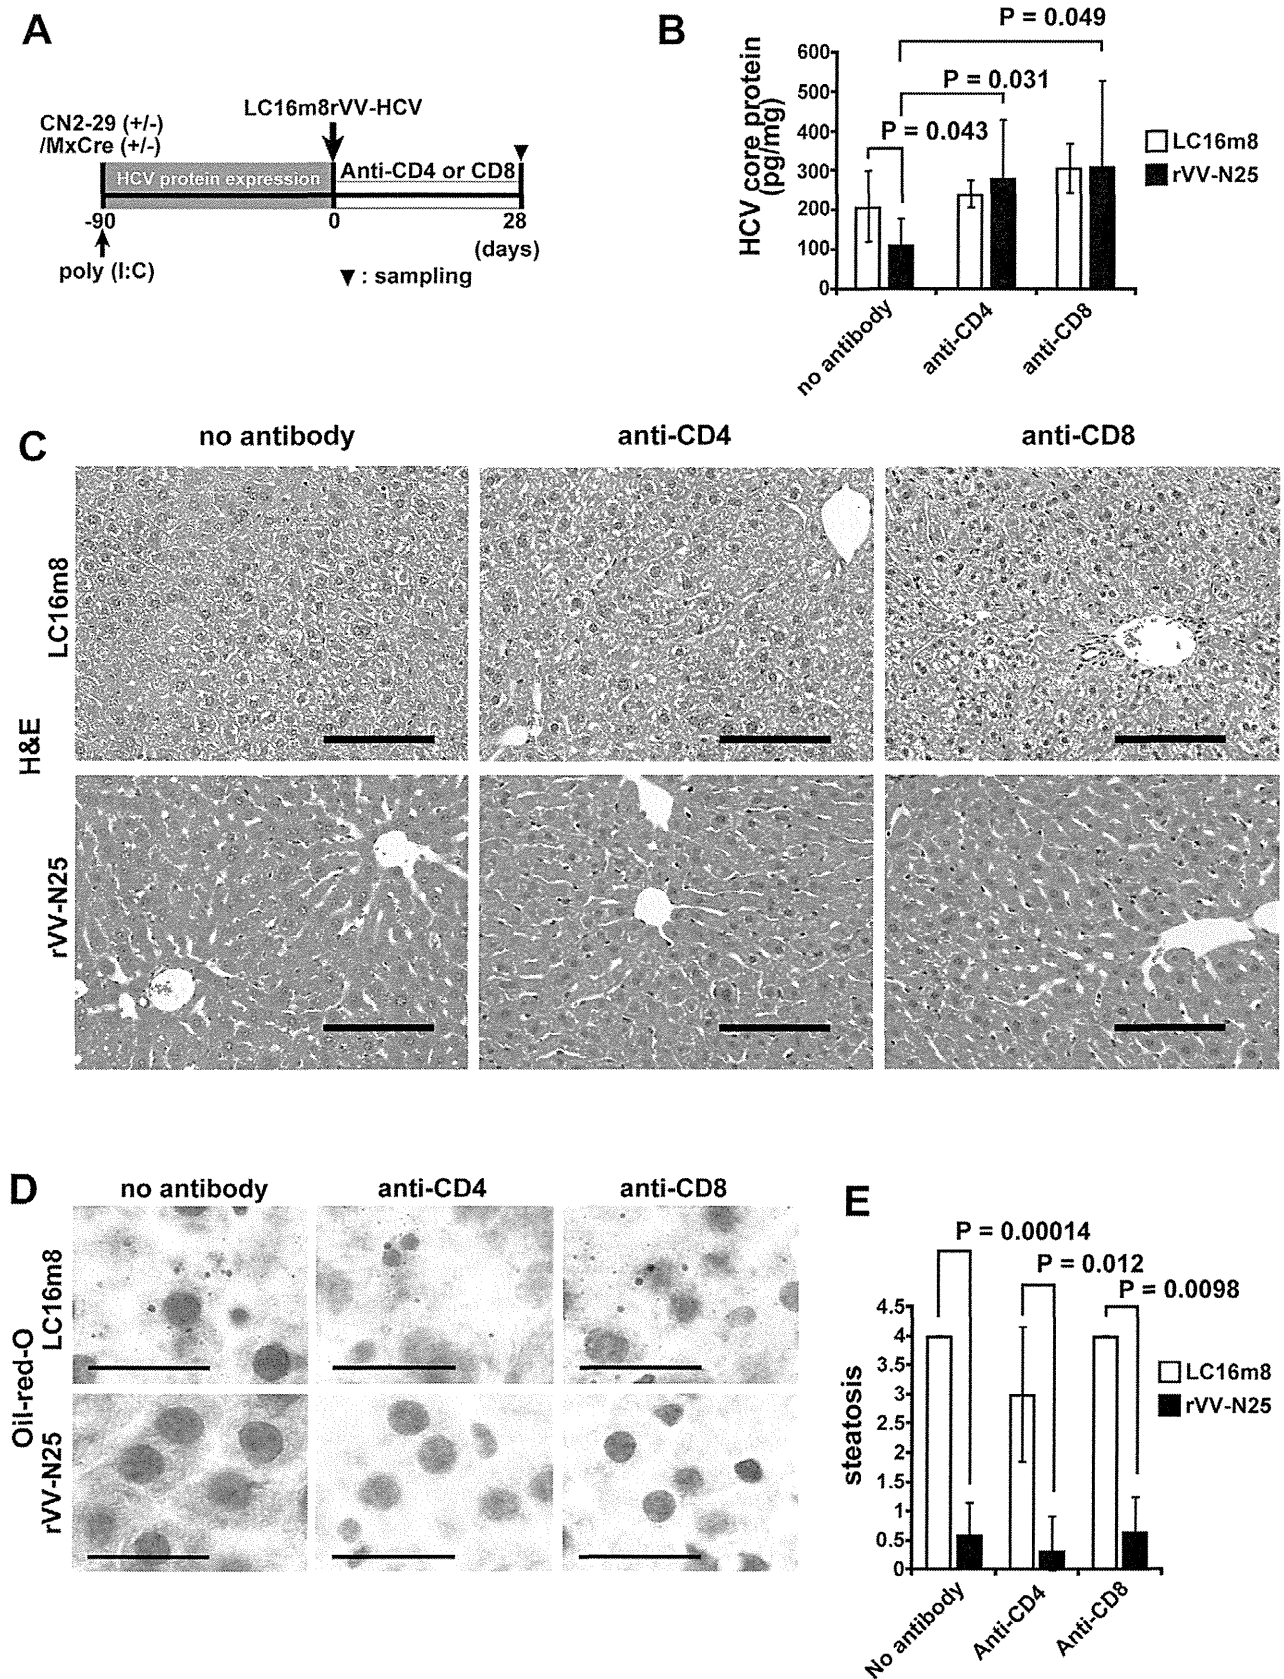 A
CN2-29 (+/-)
/MxCre (+/-)
LC16m8rVV-HCV
HCV protein expression
Anti-CD4 or CD8
-90
0
28
(days)
poly (I:C)
▼ : sampling
B
HCV core protein
(pg/mg)
P = 0.049
P = 0.031
P = 0.043
600
500
400
300
200
100
0
no antibody
anti-CD4
anti-CD8
LC16m8
rVV-N25
C
no antibody
anti-CD4
anti-CD8
H&E
LC16m8
rVV-N25
D
no antibody
anti-CD4
anti-CD8
Oil-red-O
LC16m8
rVV-N25
E
P = 0.00014
P = 0.012
P = 0.0098
steatosis
4.5
4
3.5
3
2.5
2
1.5
1
0.5
0
No antibody
Anti-CD4
Anti-CD8
LC16m8
rVV-N25